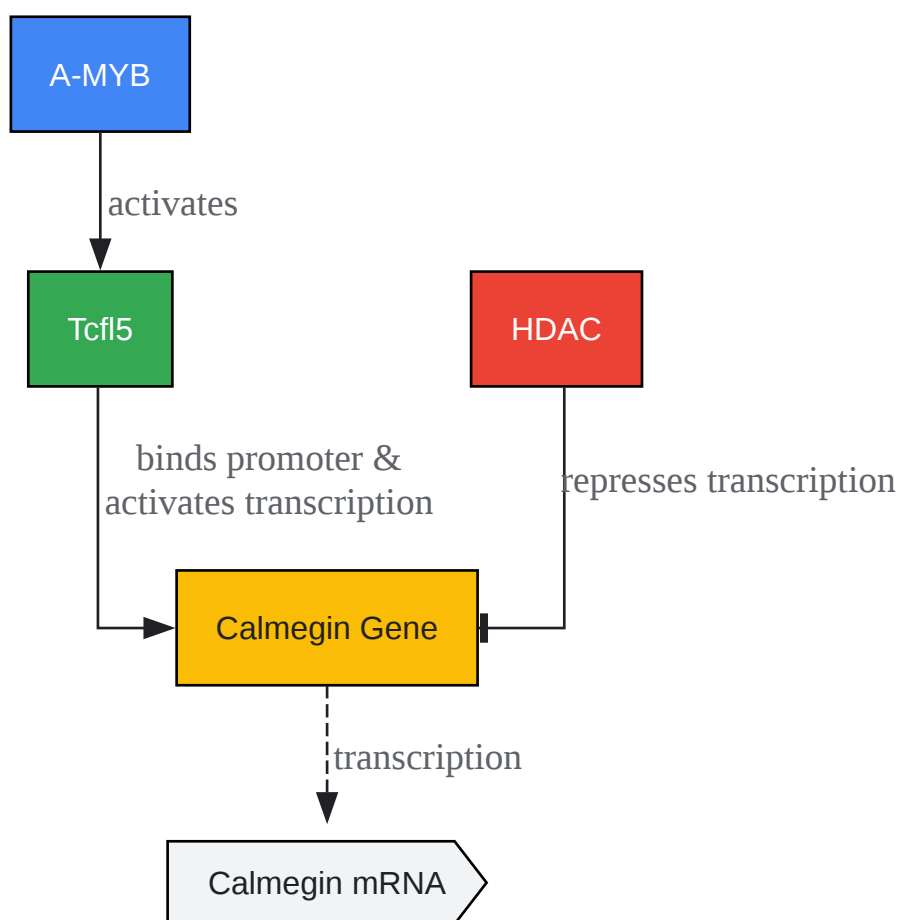 A-MYB
activates
Tcfl5
HDAC
binds promoter &
activates transcription
represses transcription
Calmegin Gene
transcription
Calmegin mRNA